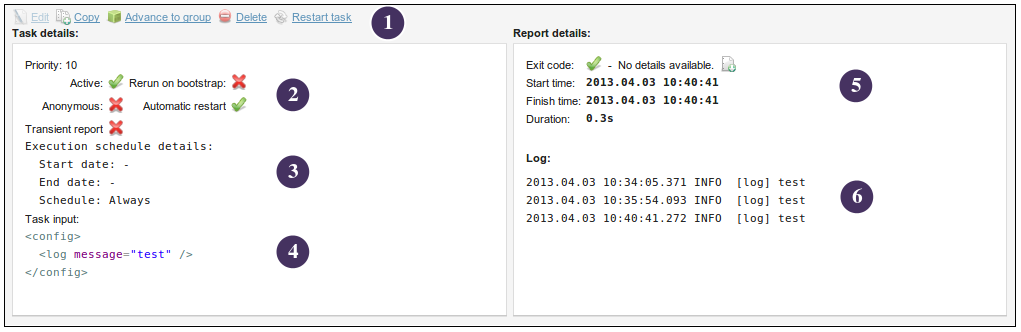 Edit Copy Advance to group Delete Restart task 1
Task details:
Priority: 10
Active: Rerun on bootstrap: 2
Anonymous: Automatic restart
Transient report
Execution schedule details:
Start date: - 3
End date: -
Schedule: Always
Task input:
<config>
<log message="test" /> 4
</config>
Report details:
Exit code: - No details available.
Start time: 2013.04.03 10:40:41 5
Finish time: 2013.04.03 10:40:41
Duration: 0.3s
Log:
2013.04.03 10:34:05.371 INFO [log] test
2013.04.03 10:35:54.093 INFO [log] test 6
2013.04.03 10:40:41.272 INFO [log] test